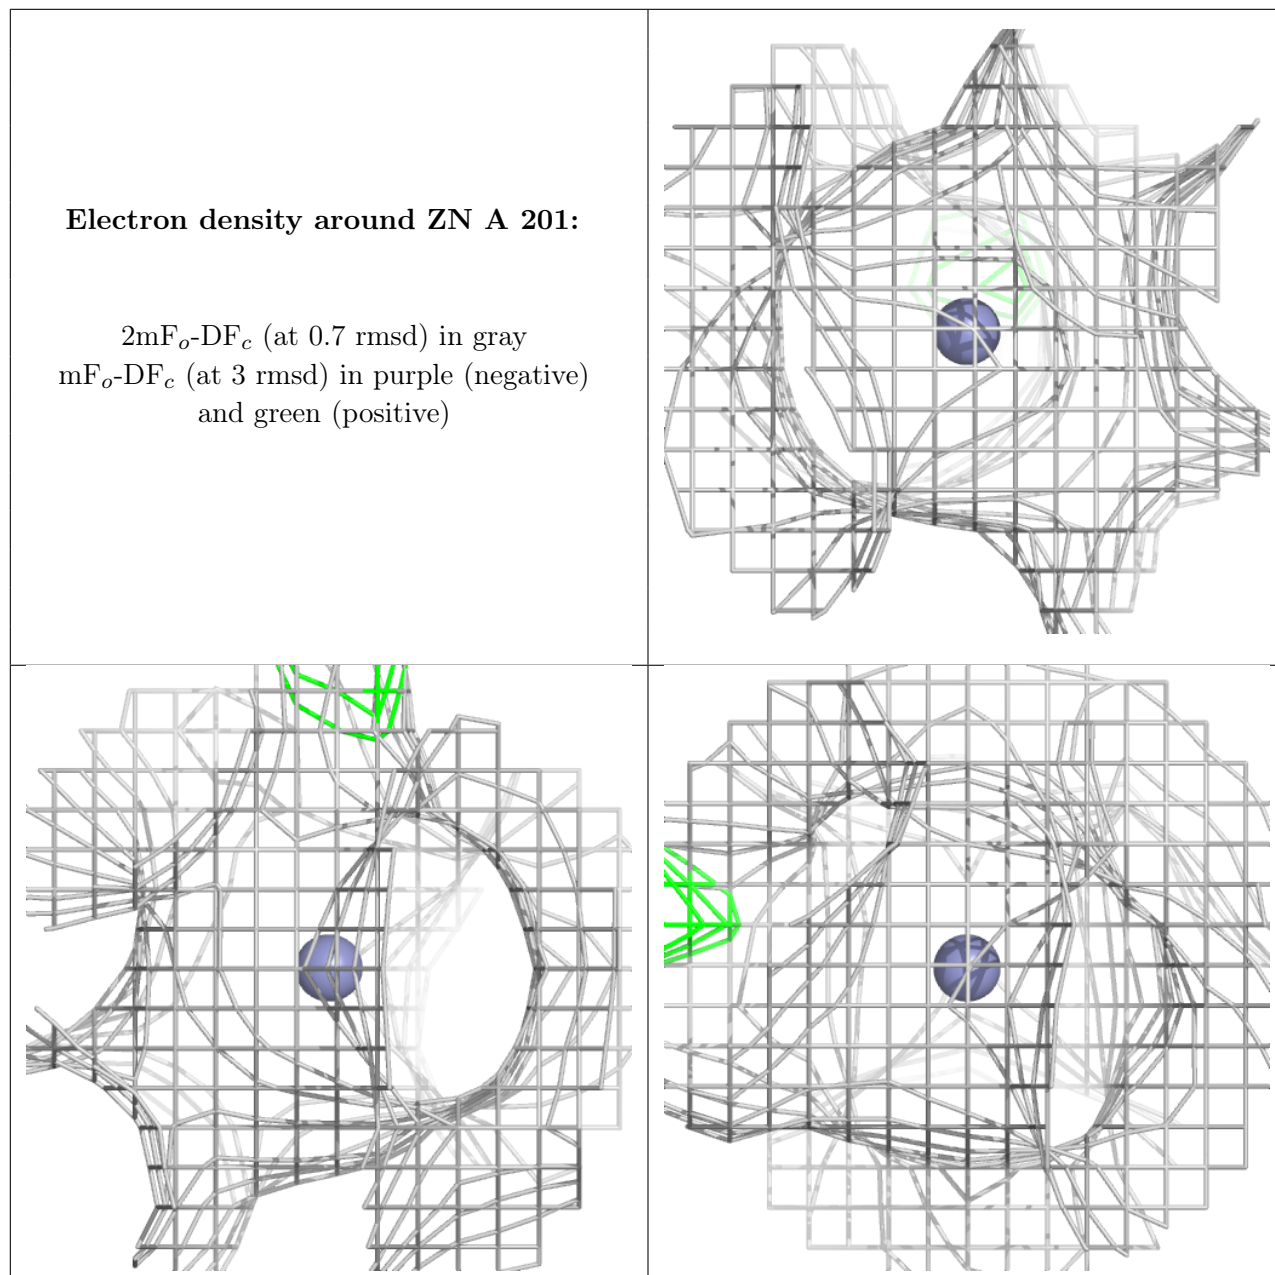 Electron density around ZN A 201:
2mFo-DFc (at 0.7 rmsd) in gray
mFo-DFc (at 3 rmsd) in purple (negative)
and green (positive)